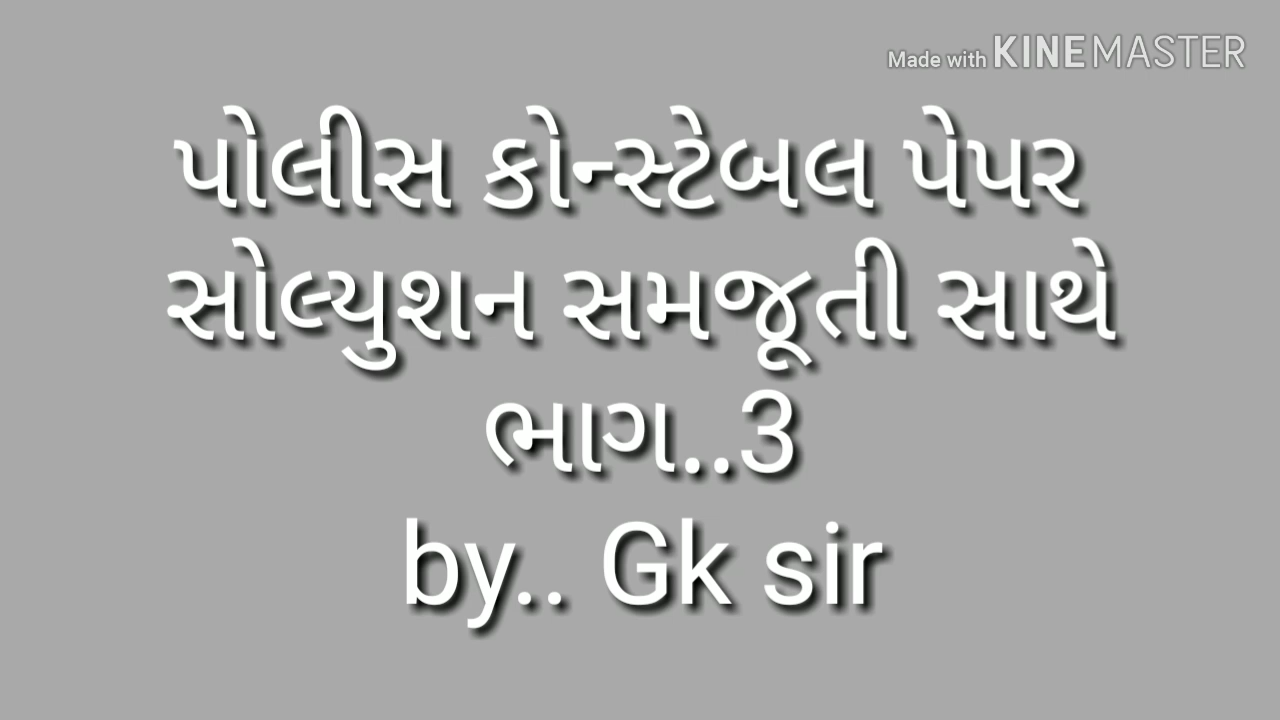 Made with KINEMASTER
પોલીસ કોન્સ્ટેબલ પેપર
સોલ્યુશન સમજૂતી સાથે
ભાગ..3
by.. Gk sir